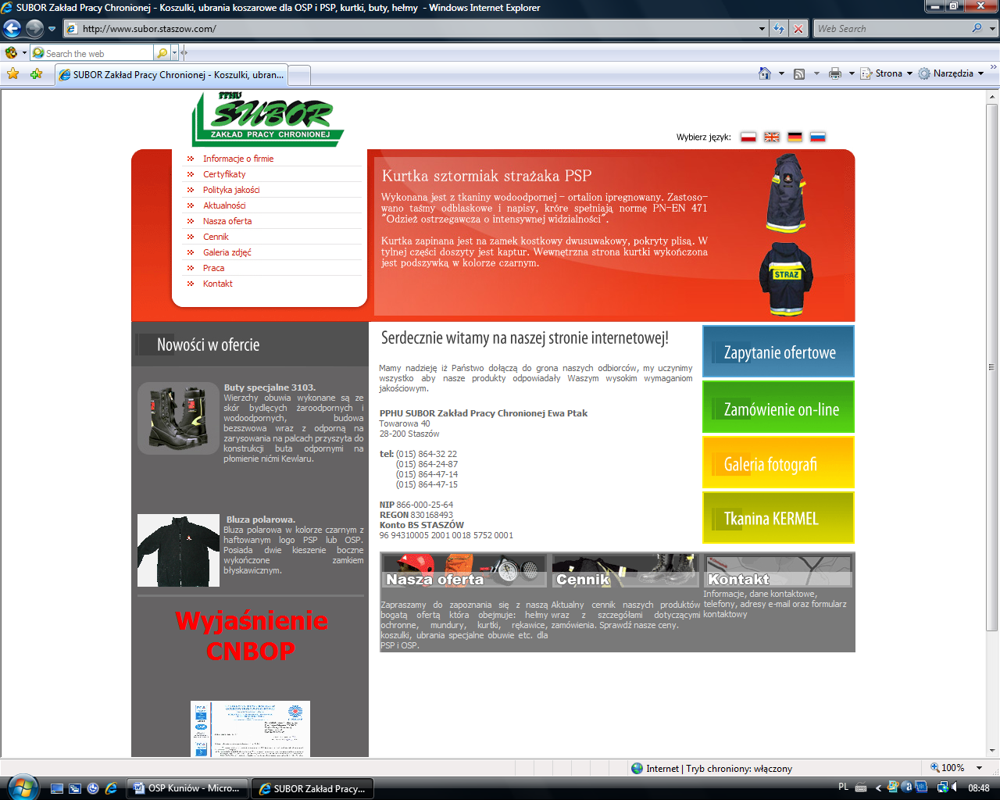 SUBOR Zakład Pracy Chronionej - Koszulki, ubrania koszarowe dla OSP i PSP, kurtki, buty, hełmy - Windows Internet Explorer
http://www.subor.staszow.com/
Web Search
Search the web
SUBOR Zakład Pracy Chronionej - Koszulki, ubran...
Strona
Narzędzia
PPHU
SUBOR
ZAKŁAD PRACY CHRONIONEJ
Wybierz język:
Informacje o firmie
Certyfikaty
Polityka jakości
Aktualności
Nasza oferta
Cennik
Galeria zdjęć
Praca
Kontakt
Kurtka sztormiak strażaka PSP
Wykonana jest z tkaniny wodoodpornej – ortalion ipregnowany. Zastoso-
wano taśmy odblaskowe i napisy, króre spełniają normę PN-EN 471
"Odzież ostrzegawcza o intensywnej widzialności".
Kurtka zapinana jest na zamek kostkowy dwusuwakowy, pokryty plisą. W
tylnej części doszyty jest kaptur. Wewnętrzna strona kurtki wykończona
jest podszywką w kolorze czarnym.
STRAŻ
Nowości w ofercie
Buty specjalne 3103.
Wierzchy obuwia wykonane są ze
skór bydlęcych żaroodpornych i
wodoodpornych, budowa
bezszwowa wraz z odporną na
zarysowania na palcach przyszyta do
konstrukcji buta odpornymi na
płomienie nićmi Kewlaru.
Bluza polarowa.
Bluza polarowa w kolorze czarnym z
haftowanym logo PSP lub OSP.
Posiada dwie kieszenie boczne
wykończone zamkiem
błyskawicznym.
Wyjaśnienie
CNBOP
Serdecznie witamy na naszej stronie internetowej!
Mamy nadzieję iż Państwo dołączą do grona naszych odbiorców, my uczynimy
wszystko aby nasze produkty odpowiadały Waszym wysokim wymaganiom
jakościowym.
PPHU SUBOR Zakład Pracy Chronionej Ewa Ptak
Towarowa 40
28-200 Staszów
tel: (015) 864-32 22
(015) 864-24-87
(015) 864-47-14
(015) 864-47-15
NIP 866-000-25-64
REGON 830168493
Konto BS STASZÓW
96 94310005 2001 0018 5752 0001
Zapytanie ofertowe
Zamówienie on-line
Galeria fotografi
Tkanina KERMEL
Nasza oferta
Zapraszamy do zapoznania się z naszą
bogatą ofertą która obejmuje: hełmy
ochronne, mundury, kurtki, rękawice,
koszulki, ubrania specjalne obuwie etc. dla
PSP i OSP.
Cennik
Aktualny cennik naszych produktów
wraz z szczegółami dotyczącymi
zamówienia. Sprawdź nasze ceny.
Kontakt
Informacje, dane kontaktowe,
telefony, adresy e-mail oraz formularz
kontaktowy
Internet | Tryb chroniony: włączony
100%
OSP Kuniów - Micro...
SUBOR Zakład Pracy...
PL
08:48